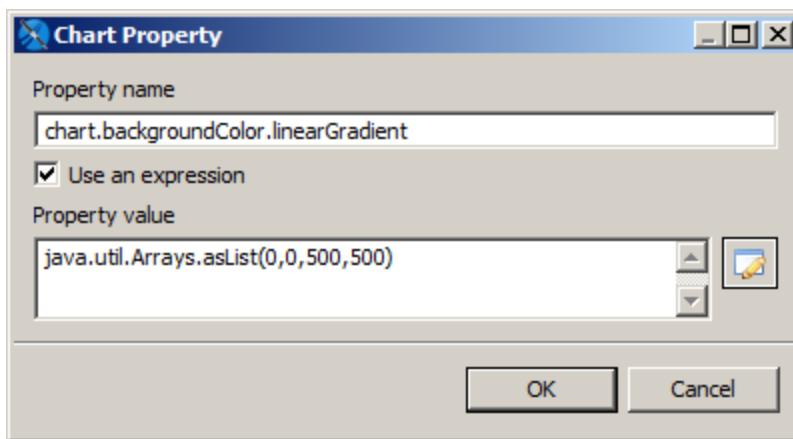 Chart Property
Property name
chart.backgroundColor.linearGradient
Use an expression
Property value
java.util.Arrays.asList(0,0,500,500)
OK
Cancel